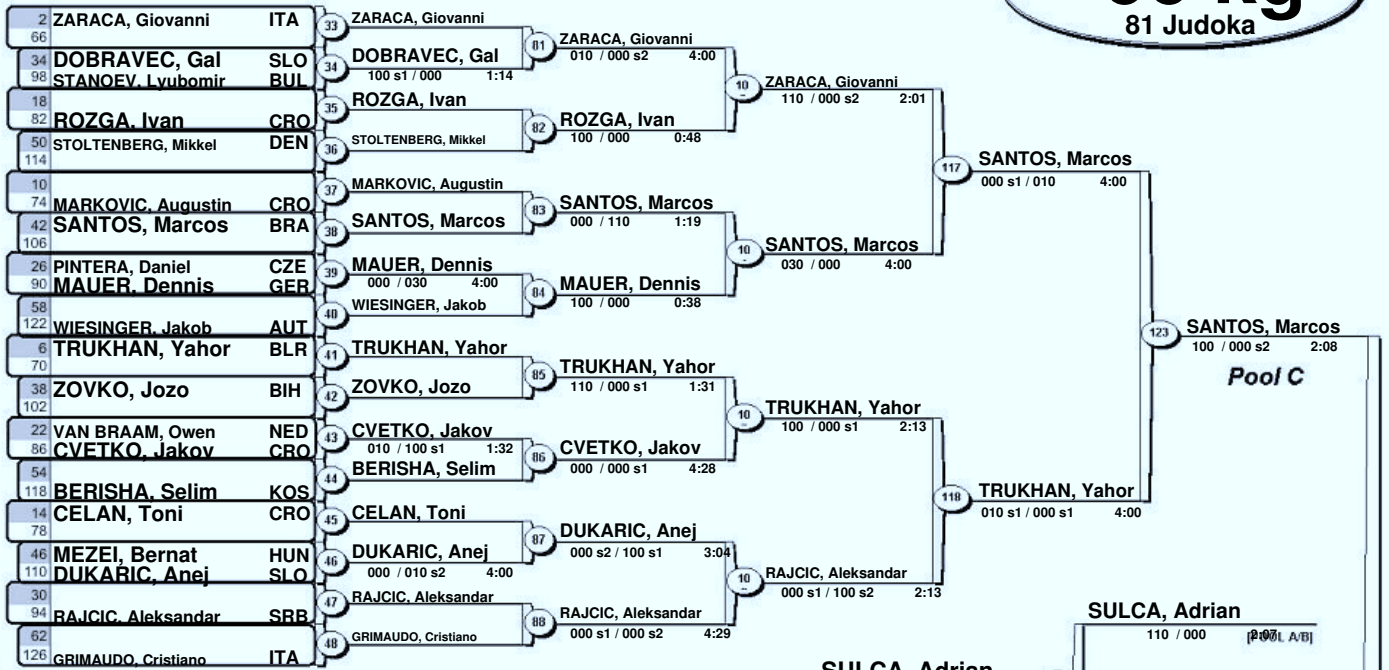 81 Judoka
2 ZARACA, Giovanni ITA
66
34 DOBRAVEC, Gal SLO
98 STANOEV, Lyubomir BUL
18
82 ROZGA, Ivan CRO
50 STOLTENBERG, Mikkel DEN
114
10
74 MARKOVIC, Augustin CRO
42 SANTOS, Marcos BRA
106
26 PINTERA, Daniel CZE
90 MAUER, Dennis GER
58
122 WIESINGER, Jakob AUT
6 TRUKHAN, Yahor BLR
70
38 ZOVKO, Jozo BIH
102
22 VAN BRAAM, Owen NED
86 CVETKO, Jakov CRO
54
118 BERISHA, Selim KOS
14 CELAN, Toni CRO
78
46 MEZEI, Bernat HUN
110 DUKARIC, Anej SLO
30
94 RAJCIC, Aleksandar SRB
62
126 GRIMAUDO, Cristiano ITA
33 ZARACA, Giovanni
34 DOBRAVEC, Gal
100 s1 / 000 1:14
35 ROZGA, Ivan
36 STOLTENBERG, Mikkel
37 MARKOVIC, Augustin
38 SANTOS, Marcos
39 MAUER, Dennis
000 / 030 4:00
40 WIESINGER, Jakob
41 TRUKHAN, Yahor
42 ZOVKO, Jozo
43 CVETKO, Jakov
010 / 100 s1 1:32
44 BERISHA, Selim
45 CELAN, Toni
46 DUKARIC, Anej
000 / 010 s2 4:00
47 RAJCIC, Aleksandar
48 GRIMAUDO, Cristiano
81 ZARACA, Giovanni
010 / 000 s2 4:00
82 ROZGA, Ivan
100 / 000 0:48
83 SANTOS, Marcos
000 / 110 1:19
84 MAUER, Dennis
100 / 000 0:38
85 TRUKHAN, Yahor
110 / 000 s1 1:31
86 CVETKO, Jakov
000 / 000 s1 4:28
87 DUKARIC, Anej
000 s2 / 100 s1 3:04
88 RAJCIC, Aleksandar
000 s1 / 000 s2 4:29
10 ZARACA, Giovanni
110 / 000 s2 2:01
10 SANTOS, Marcos
030 / 000 4:00
10 TRUKHAN, Yahor
100 / 000 s1 2:13
10 RAJCIC, Aleksandar
000 s1 / 100 s2 2:13
117 SANTOS, Marcos
000 s1 / 010 4:00
118 TRUKHAN, Yahor
010 s1 / 000 s1 4:00
123 SANTOS, Marcos
100 / 000 s2 2:08
Pool C
SULCA, Adrian
110 / 000 2:07 [POOL A/B]
SULCA, Adrian